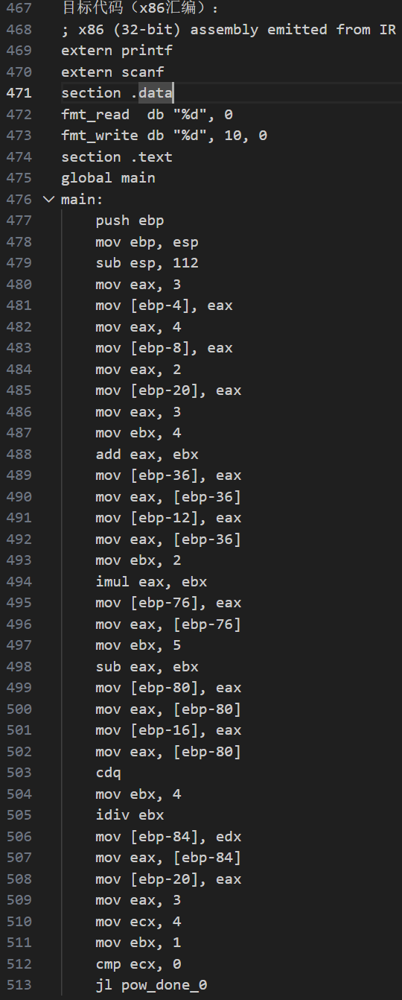 467 目标代码（x86汇编）：
468 ; x86 (32-bit) assembly emitted from IR
469 extern printf
470 extern scanf
471 section .data
472 fmt_read  db "%d", 0
473 fmt_write db "%d", 10, 0
474 section .text
475 global main
476 main:
477     push ebp
478     mov ebp, esp
479     sub esp, 112
480     mov eax, 3
481     mov [ebp-4], eax
482     mov eax, 4
483     mov [ebp-8], eax
484     mov eax, 2
485     mov [ebp-20], eax
486     mov eax, 3
487     mov ebx, 4
488     add eax, ebx
489     mov [ebp-36], eax
490     mov eax, [ebp-36]
491     mov [ebp-12], eax
492     mov eax, [ebp-36]
493     mov ebx, 2
494     imul eax, ebx
495     mov [ebp-76], eax
496     mov eax, [ebp-76]
497     mov ebx, 5
498     sub eax, ebx
499     mov [ebp-80], eax
500     mov eax, [ebp-80]
501     mov [ebp-16], eax
502     mov eax, [ebp-80]
503     cdq
504     mov ebx, 4
505     idiv ebx
506     mov [ebp-84], edx
507     mov eax, [ebp-84]
508     mov [ebp-20], eax
509     mov eax, 3
510     mov ecx, 4
511     mov ebx, 1
512     cmp ecx, 0
513     jl pow_done_0